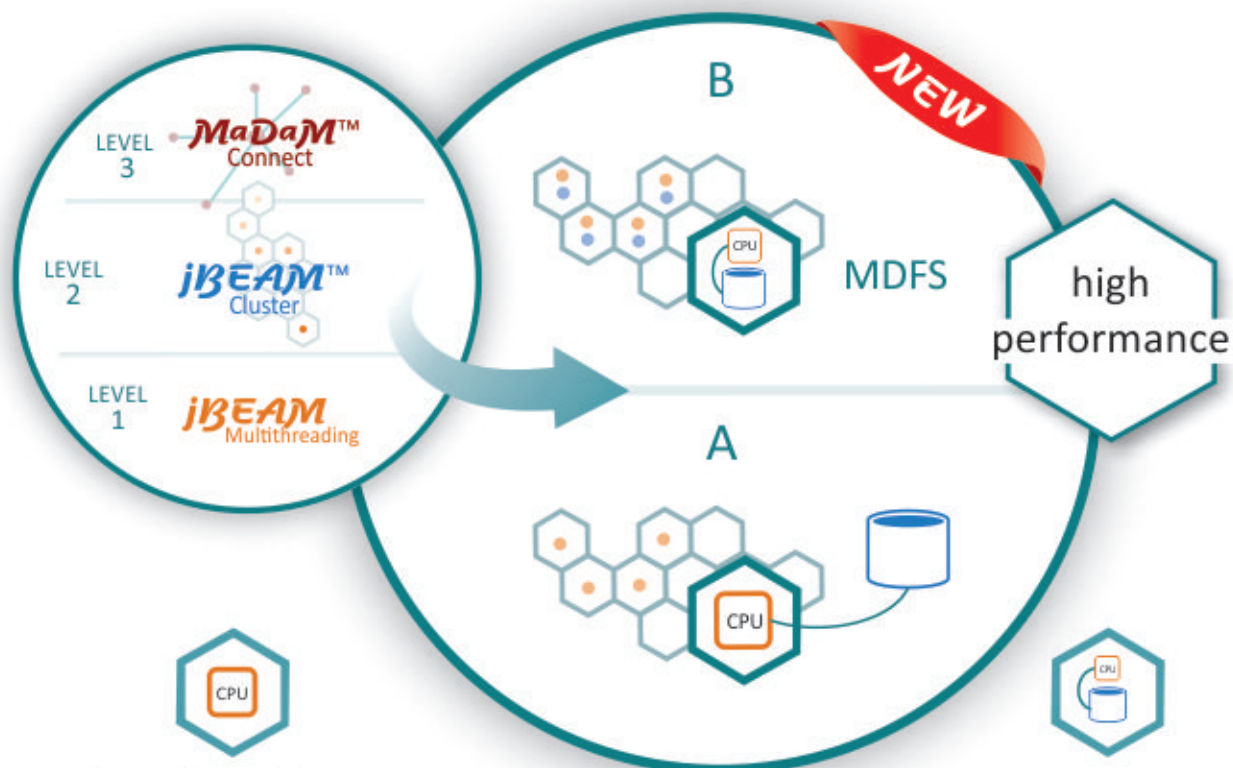 LEVEL
3
MaDaM™
Connect
LEVEL
2
jBEAM™
Cluster
LEVEL
1
jBEAM
Multithreading
B
NEW
CPU
MDFS
high
performance
A
CPU
CPU
CPU